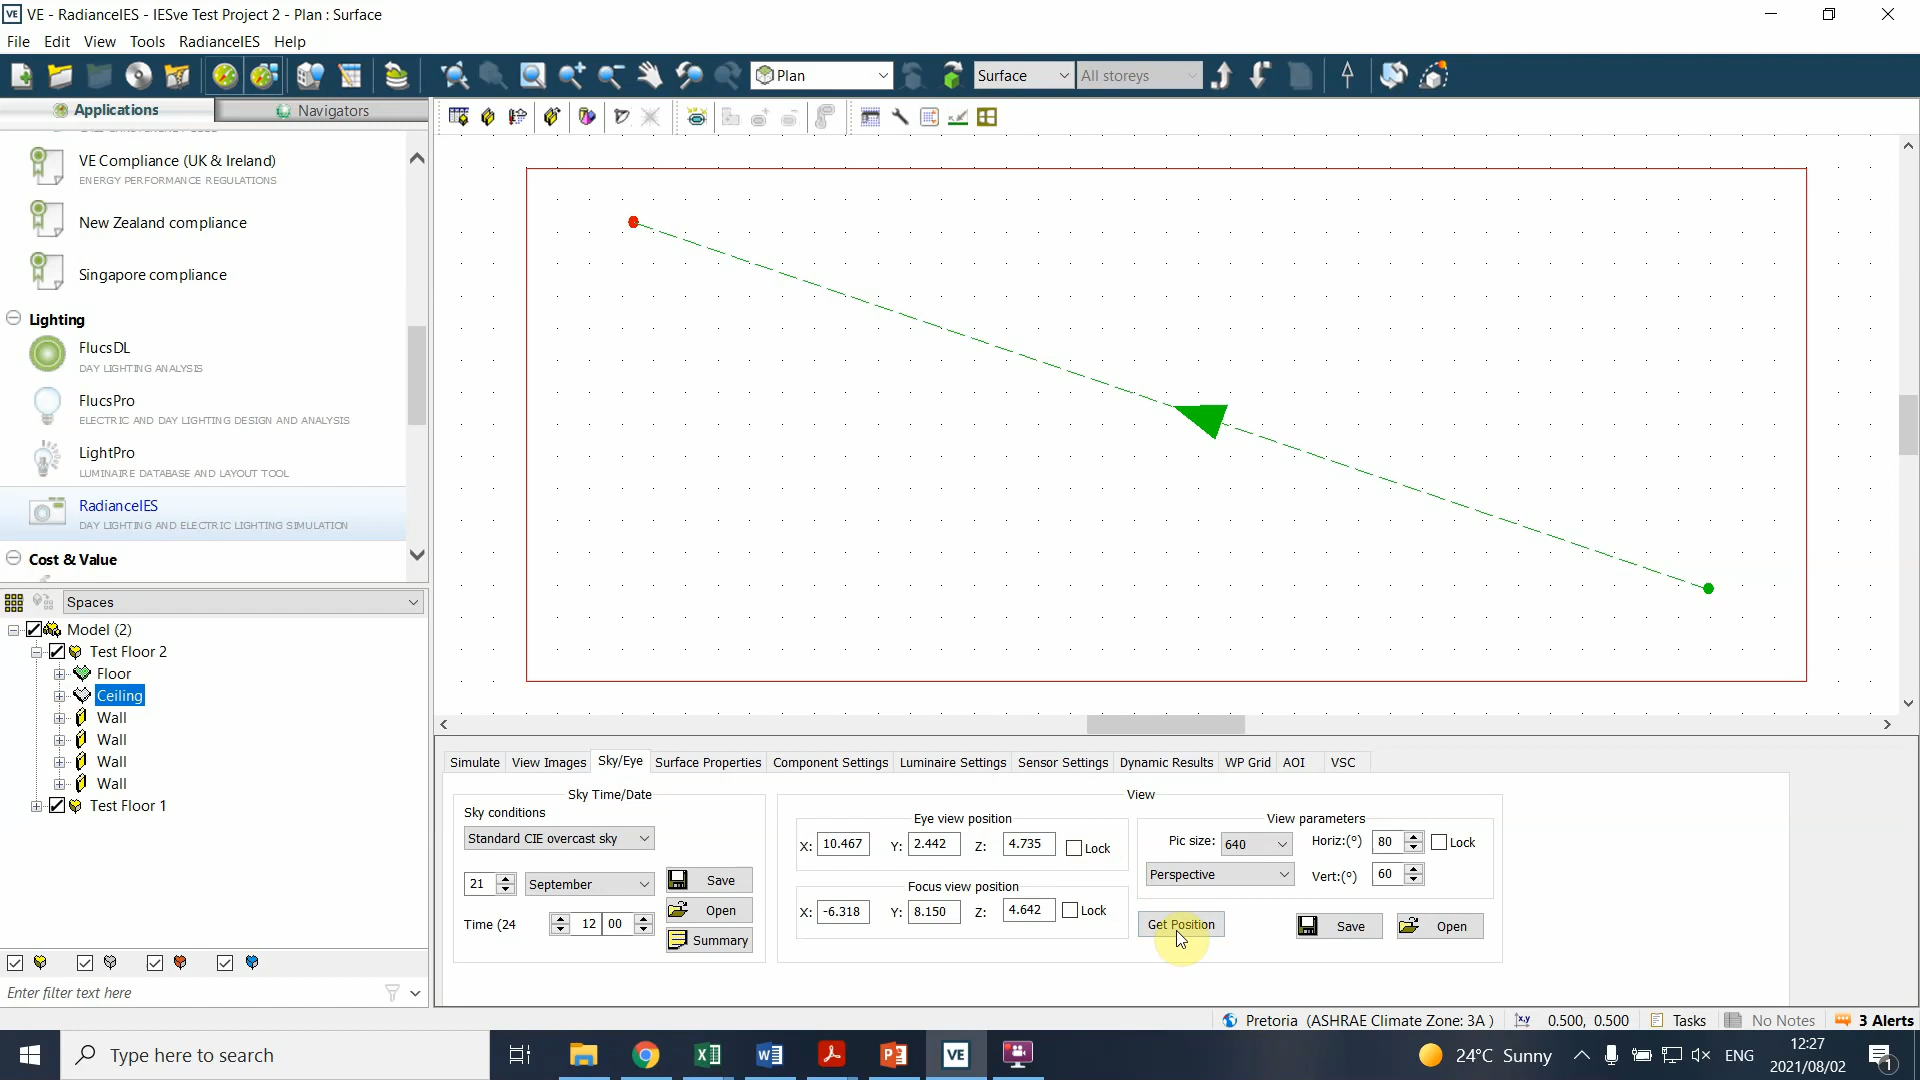 VE - RadianceIES - IESve Test Project 2 - Plan : Surface
File Edit View Tools RadianceIES Help
Plan Surface All storeys
Applications Navigators
VE Compliance (UK & Ireland)
ENERGY PERFORMANCE REGULATIONS
New Zealand compliance
Singapore compliance
Lighting
FlucsDL
DAY LIGHTING ANALYSIS
FlucsPro
ELECTRIC AND DAY LIGHTING DESIGN AND ANALYSIS
LightPro
LUMINAIRE DATABASE AND LAYOUT TOOL
RadianceIES
DAY LIGHTING AND ELECTRIC LIGHTING SIMULATION
Cost & Value
Spaces
Model (2)
Test Floor 2
Floor
Ceiling
Wall
Wall
Wall
Wall
Test Floor 1
Enter filter text here
Simulate View Images Sky/Eye Surface Properties Component Settings Luminaire Settings Sensor Settings Dynamic Results WP Grid AOI VSC
Sky Time/Date
Sky conditions
Standard CIE overcast sky
21 September
Time (24 12 00
Save
Open
Summary
View
Eye view position
X: 10.467 Y: 2.442 Z: 4.735 Lock
Focus view position
X: -6.318 Y: 8.150 Z: 4.642 Lock
View parameters
Pic size: 640 Horiz:(°) 80 Lock
Perspective Vert:(°) 60
Get Position Save Open
Pretoria (ASHRAE Climate Zone: 3A ) x,y 0.500, 0.500 Tasks No Notes 3 Alerts
Type here to search
24°C Sunny
ENG
12:27
2021/08/02
1